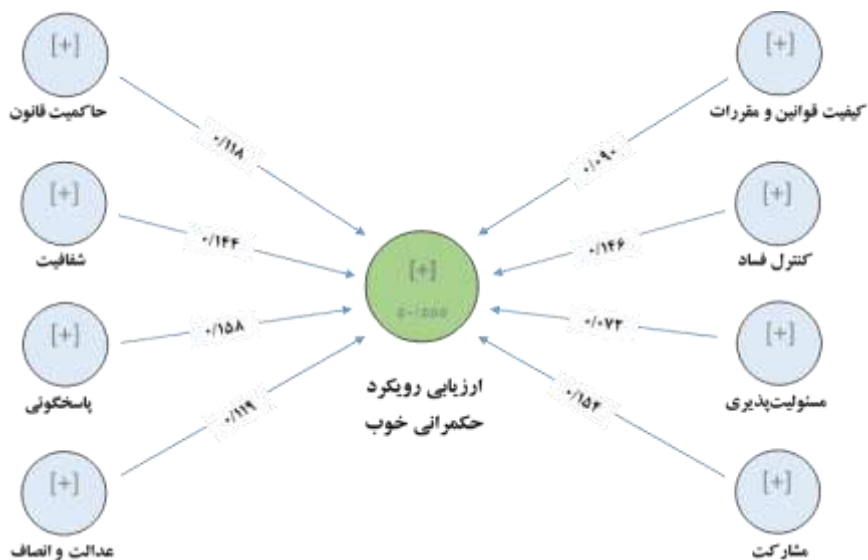 [+]
کیفیت قوانین و مقررات
[+]
حاکمیت قانون
۰/۰۹۰
۰/۱۱۸
[+]
کنترل فساد
[+]
شفافیت
۰/۱۴۶
۰/۱۴۴
[+]
ارزیابی رویکرد
حکمرانی خوب
[+]
مسئولیت‌پذیری
[+]
پاسخگوئی
۰/۰۷۲
۰/۱۵۸
[+]
مشارکت
[+]
عدالت و انصاف
۰/۱۵۴
۰/۱۱۹